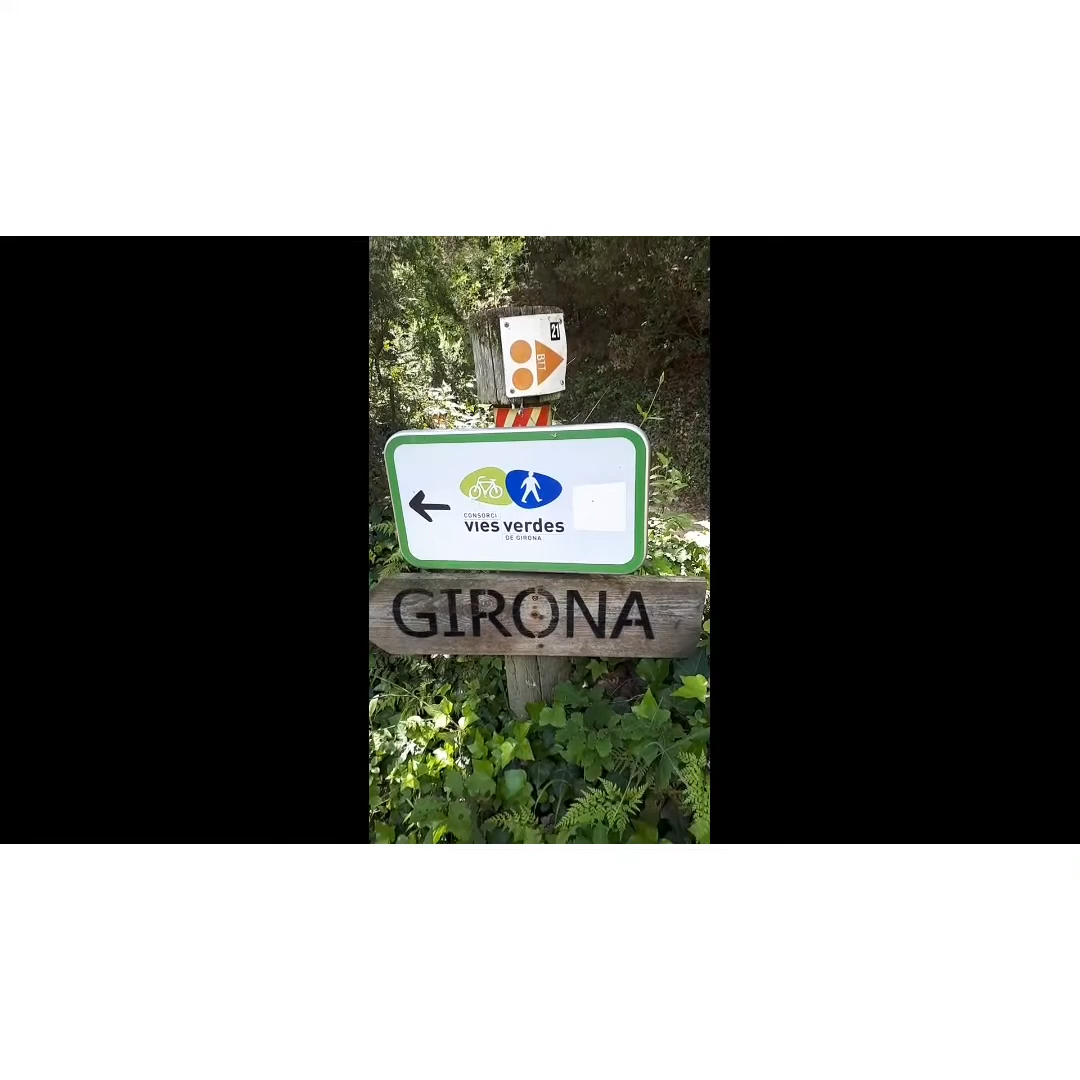 21
BTT
CONSORCI
vies verdes
DE GIRONA
GIRONA